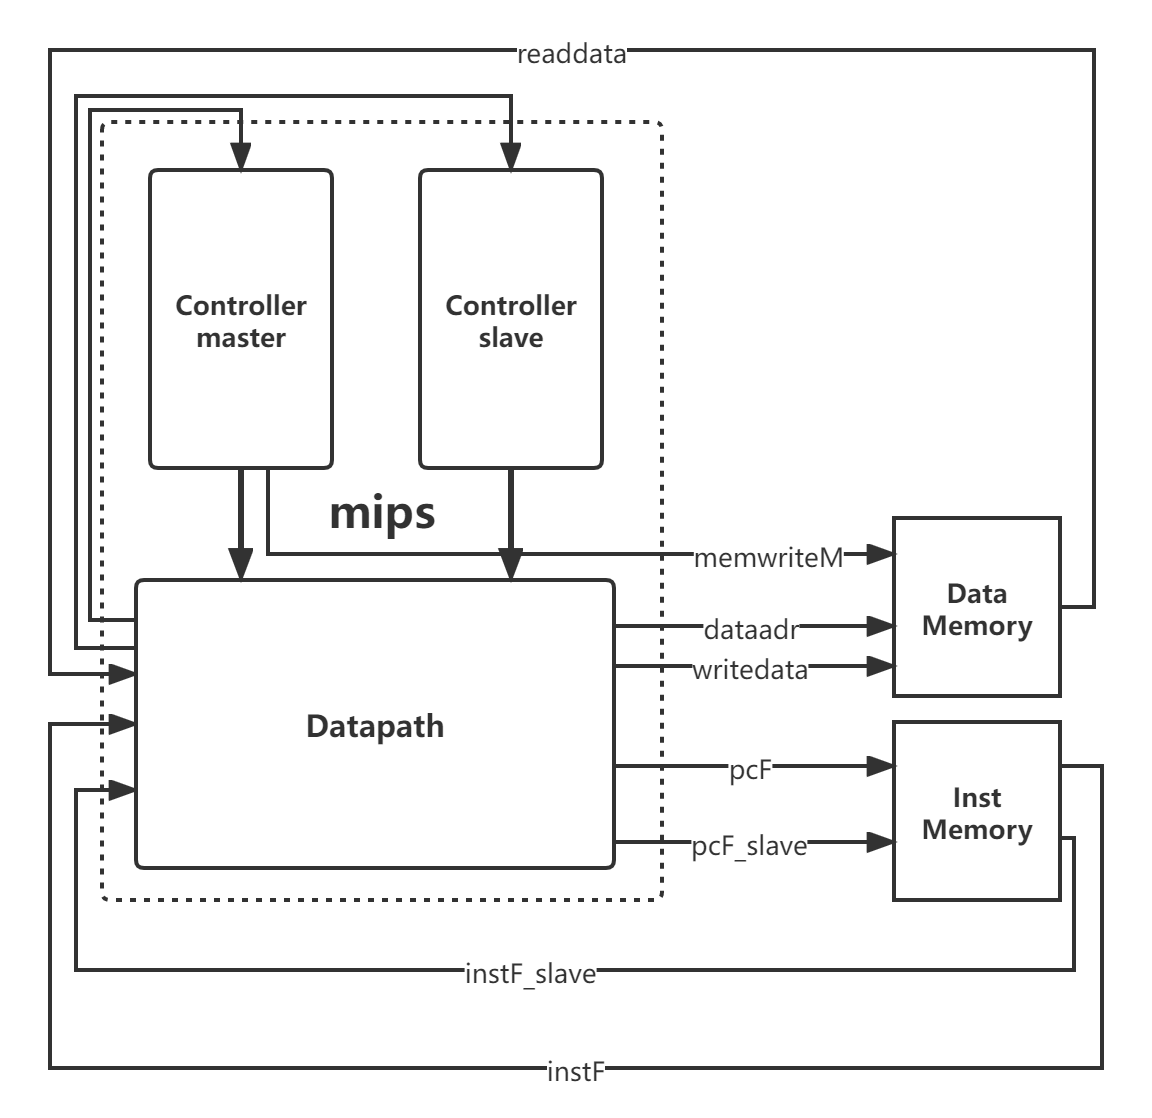 readdata
Controller
master
Controller
slave
mips
memwriteM
Data
Memory
dataadr
writedata
Datapath
pcF
Inst
Memory
pcF_slave
instF_slave
instF